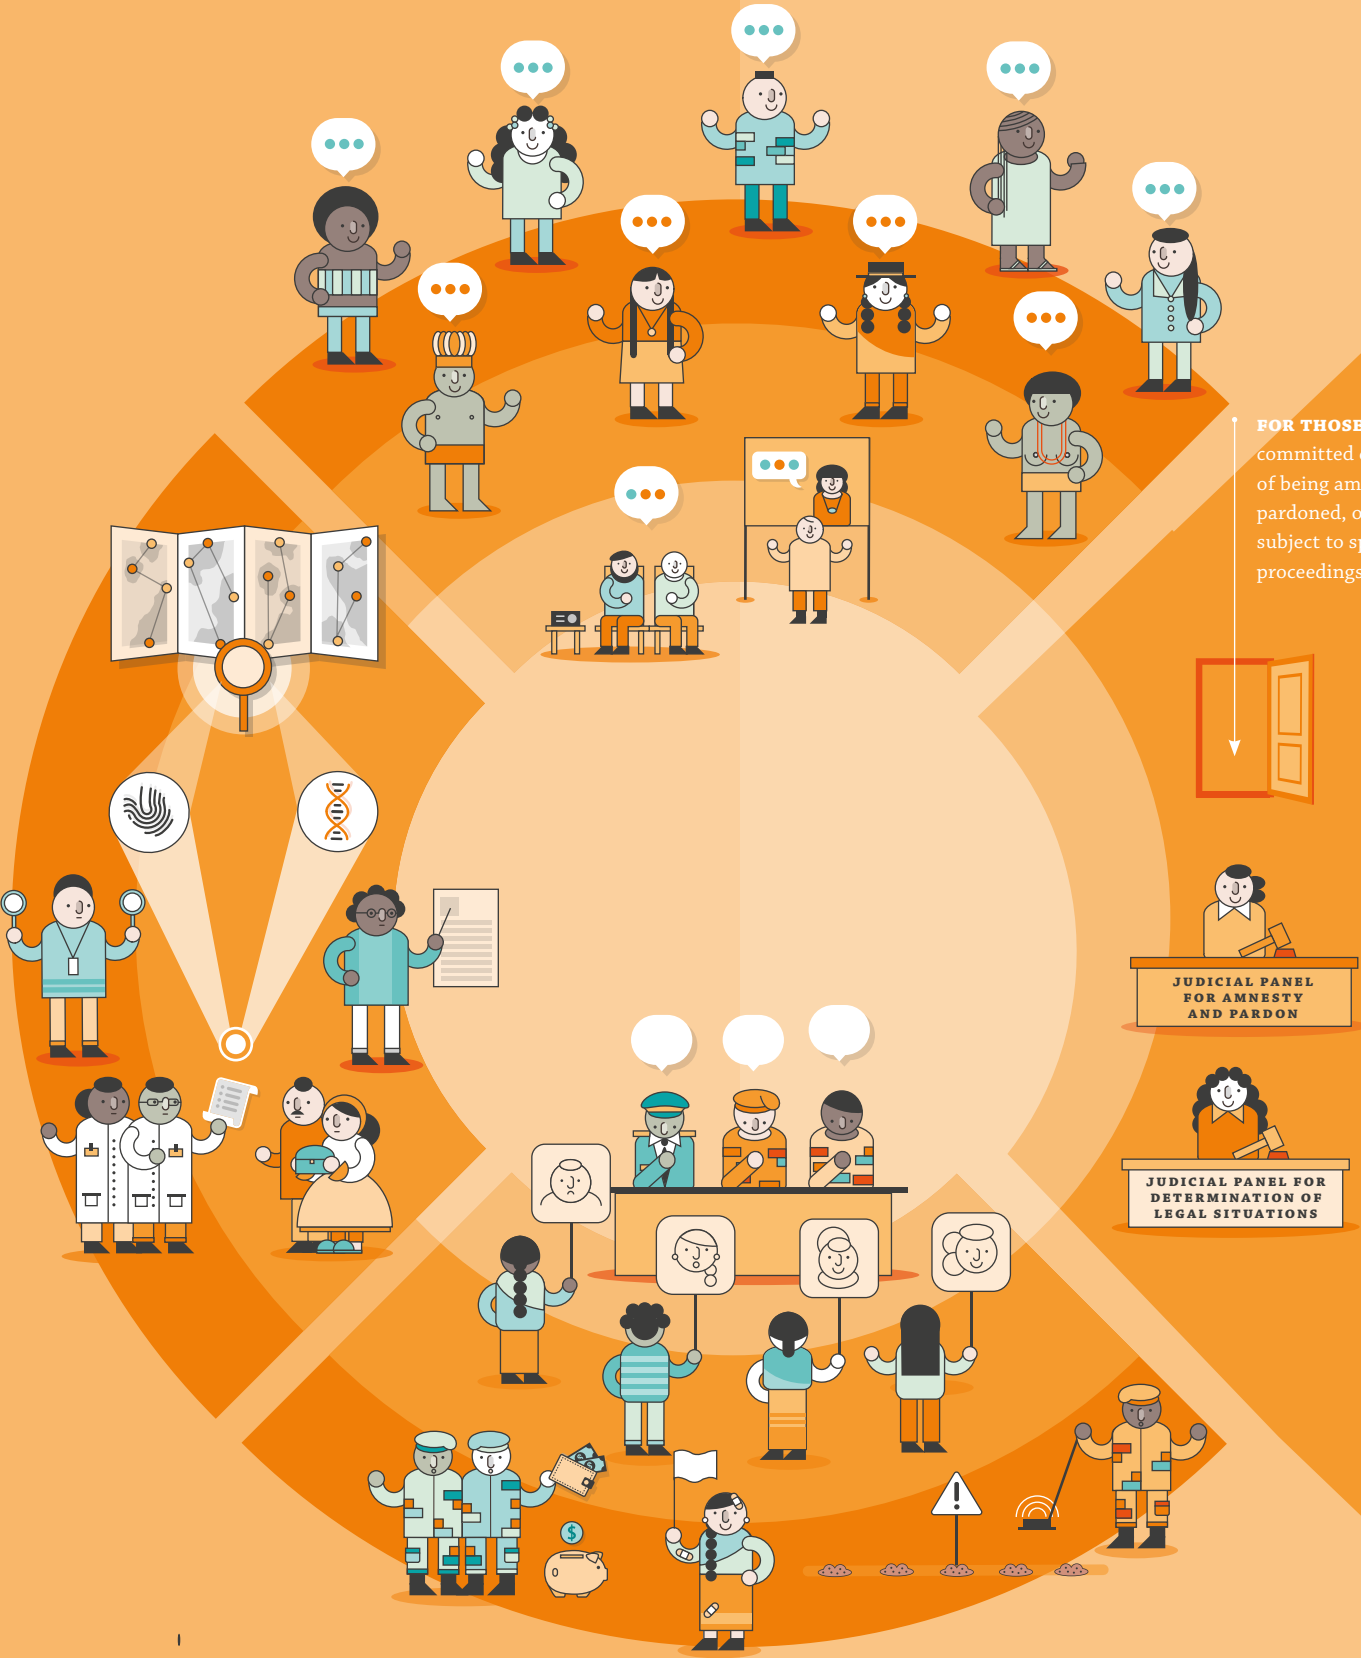 FOR THOSE
committed
of being am
pardoned, o
subject to sp
proceedings
JUDICIAL PANEL
FOR AMNESTY
AND PARDON
JUDICIAL PANEL FOR
DETERMINATION OF
LEGAL SITUATIONS
$